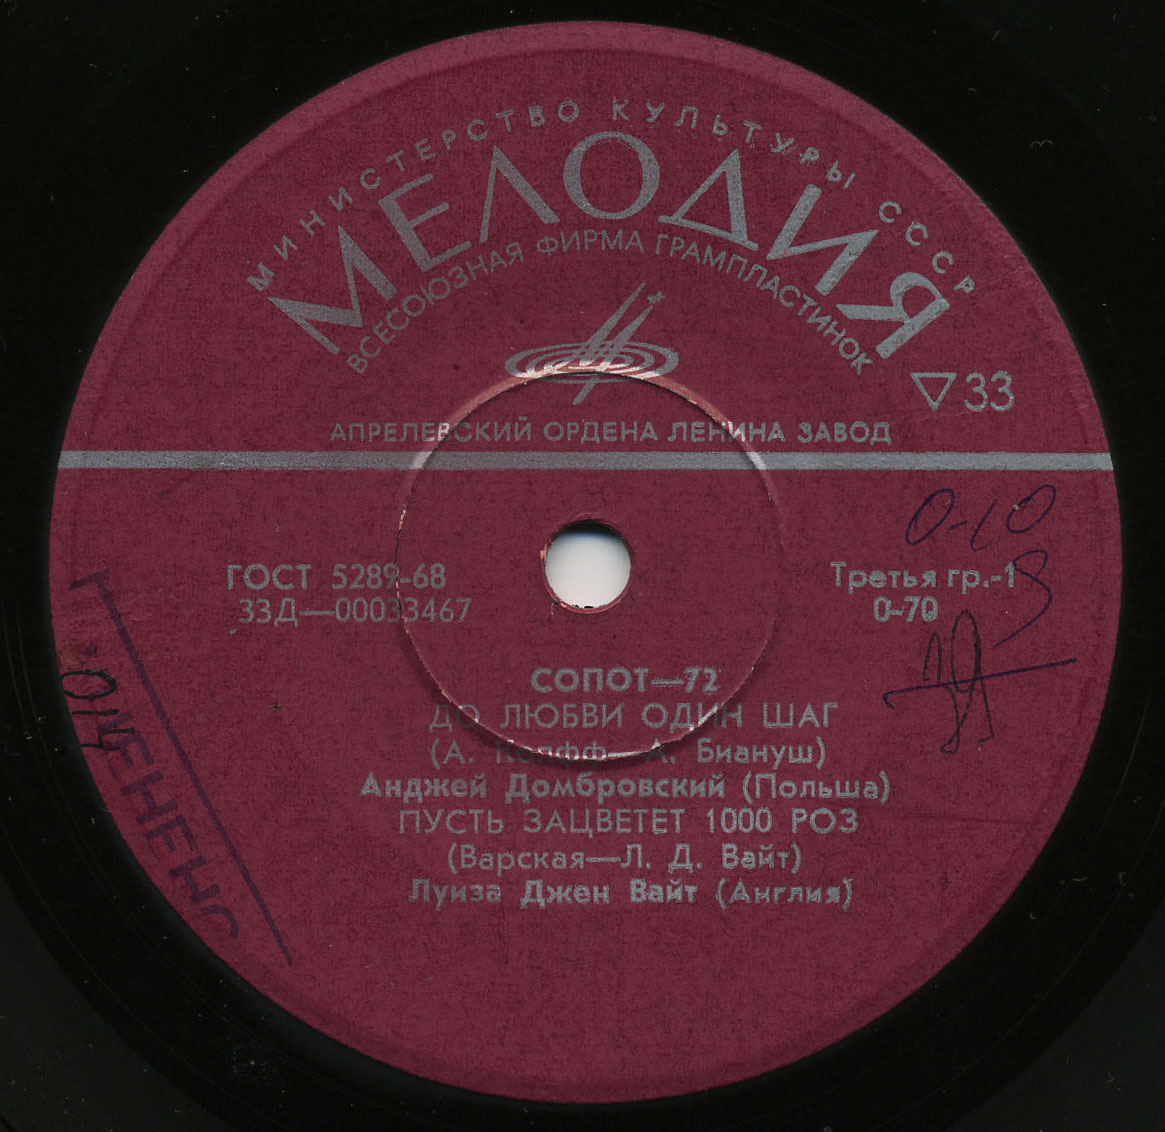 МИНИСТЕРСТВО КУЛЬТУРЫ СССР
МЕЛОДИЯ
ВСЕСОЮЗНАЯ ФИРМА ГРАМПЛАСТИНОК
▽33
АПРЕЛЕВСКИЙ ОРДЕНА ЛЕНИНА ЗАВОД
0-10
ГОСТ 5289-68
Третья гр.-1
33Д—00033467
0-70
СОПОТ—72
ДО ЛЮБВИ ОДИН ШАГ
(А. Копфф—А. Биануш)
Анджей Домбровский (Польша)
ПУСТЬ ЗАЦВЕТЕТ 1000 РОЗ
(Варская—Л. Д. Вайт)
Луиза Джен Вайт (Англия)